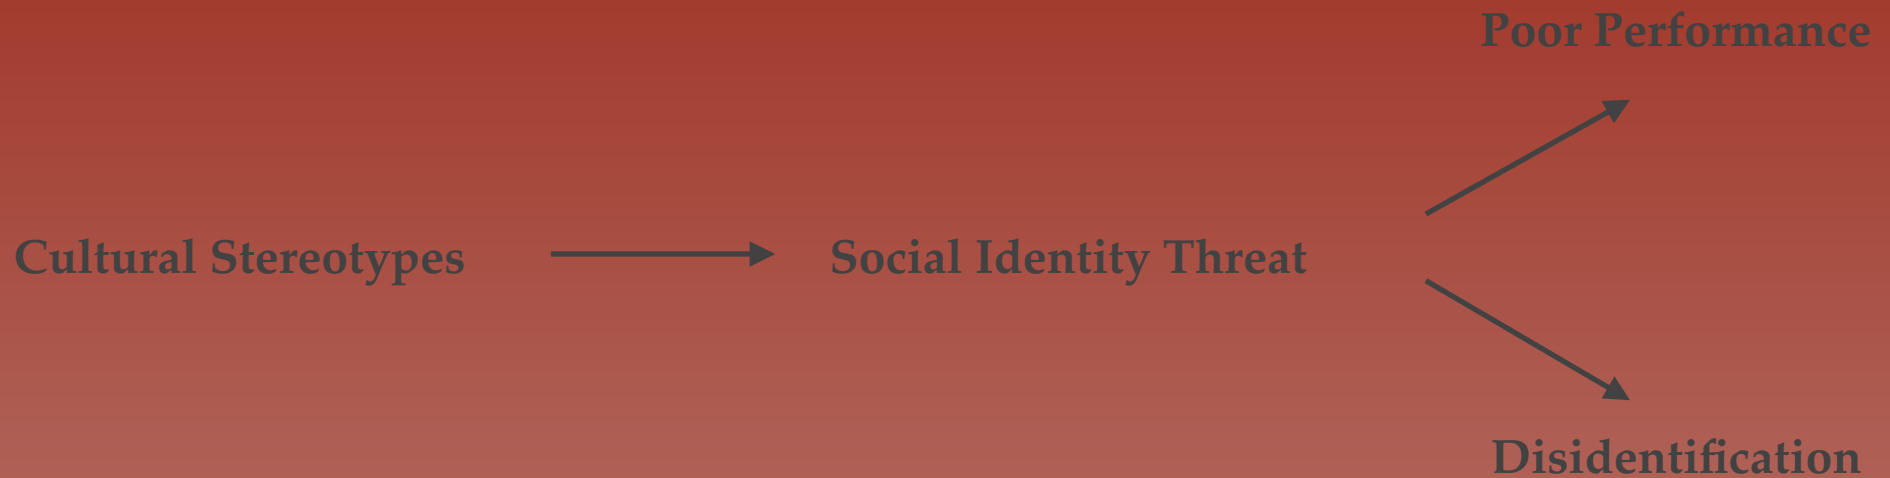 Poor Performance
Cultural Stereotypes
Social Identity Threat
Disidentification